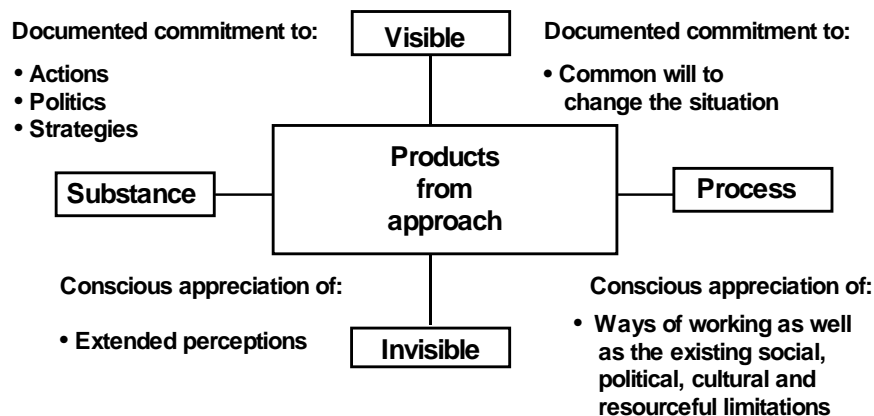 Documented commitment to:
• Actions
• Politics
• Strategies
Visible
Documented commitment to:
• Common will to
change the situation
Substance
Products
from
approach
Process
Conscious appreciation of:
• Extended perceptions
Invisible
Conscious appreciation of:
• Ways of working as well
as the existing social,
political, cultural and
resourceful limitations